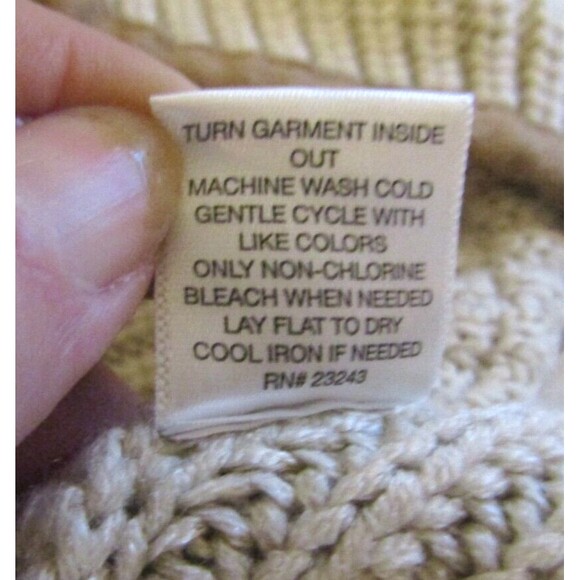 TURN GARMENT INSIDE
OUT
MACHINE WASH COLD
GENTLE CYCLE WITH
LIKE COLORS
ONLY NON-CHLORINE
BLEACH WHEN NEEDED
LAY FLAT TO DRY
COOL IRON IF NEEDED
RN# 23243